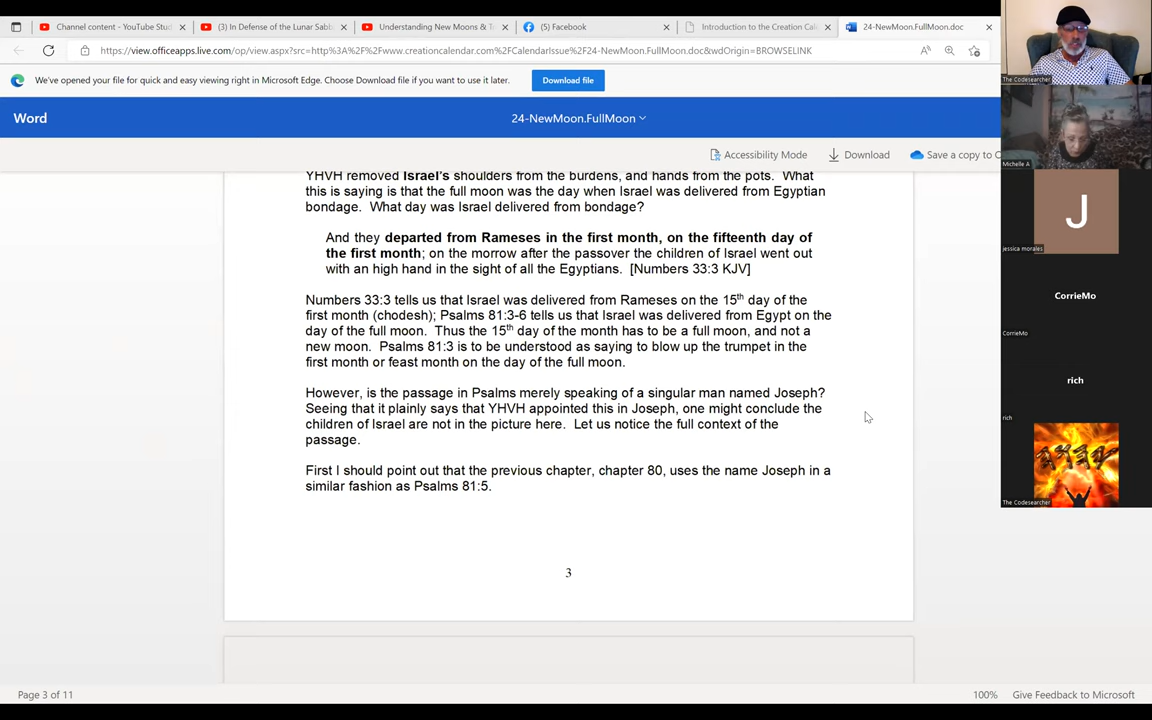 Channel content - YouTube Stud
(3) In Defense of the Lunar Sabb
Understanding New Moons & T
(5) Facebook
Introduction to the Creation Cale
24-NewMoon.FullMoon.doc
https://view.officeapps.live.com/op/view.aspx?src=http%3A%2F%2Fwww.creationcalendar.com%2FCalendarIssue%2F24-NewMoon.FullMoon.doc&wdOrigin=BROWSELINK
We've opened your file for quick and easy viewing right in Microsoft Edge. Choose Download file if you want to use it later.
Download file
Word
24-NewMoon.FullMoon
Accessibility Mode
Download
Save a copy to O
YHVH removed Israel's shoulders from the burdens, and hands from the pots. What
this is saying is that the full moon was the day when Israel was delivered from Egyptian
bondage. What day was Israel delivered from bondage?
And they departed from Rameses in the first month, on the fifteenth day of
the first month; on the morrow after the passover the children of Israel went out
with an high hand in the sight of all the Egyptians. [Numbers 33:3 KJV]
Numbers 33:3 tells us that Israel was delivered from Rameses on the 15th day of the
first month (chodesh); Psalms 81:3-6 tells us that Israel was delivered from Egypt on the
day of the full moon. Thus the 15th day of the month has to be a full moon, and not a
new moon. Psalms 81:3 is to be understood as saying to blow up the trumpet in the
first month or feast month on the day of the full moon.
However, is the passage in Psalms merely speaking of a singular man named Joseph?
Seeing that it plainly says that YHVH appointed this in Joseph, one might conclude the
children of Israel are not in the picture here. Let us notice the full context of the
passage.
First I should point out that the previous chapter, chapter 80, uses the name Joseph in a
similar fashion as Psalms 81:5.
3
Page 3 of 11
100%
Give Feedback to Microsoft
The Codesearcher
Michelle A
J
jessica morales
CorrieMo
CorrieMo
rich
rich
The Codesearcher